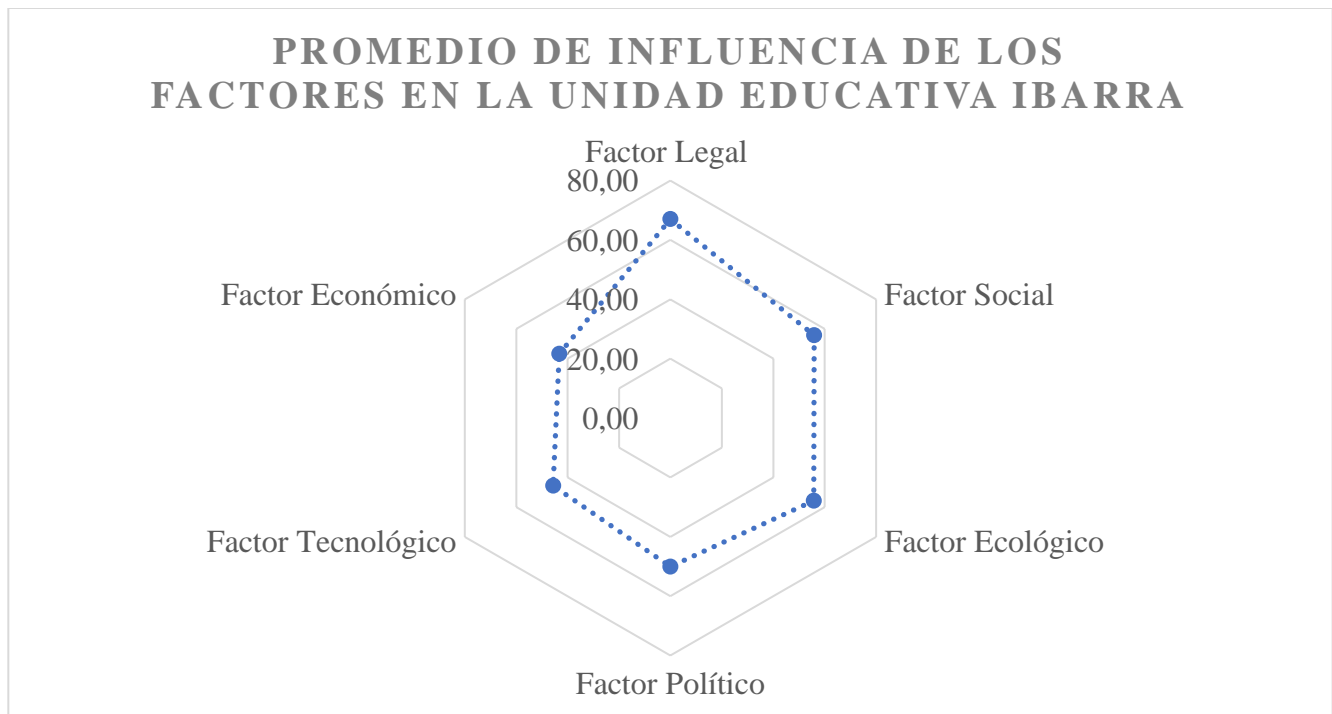 PROMEDIO DE INFLUENCIA DE LOS
FACTORES EN LA UNIDAD EDUCATIVA IBARRA
Factor Legal
80,00
60,00
Factor Económico
40,00
Factor Social
20,00
0,00
Factor Tecnológico
Factor Ecológico
Factor Político